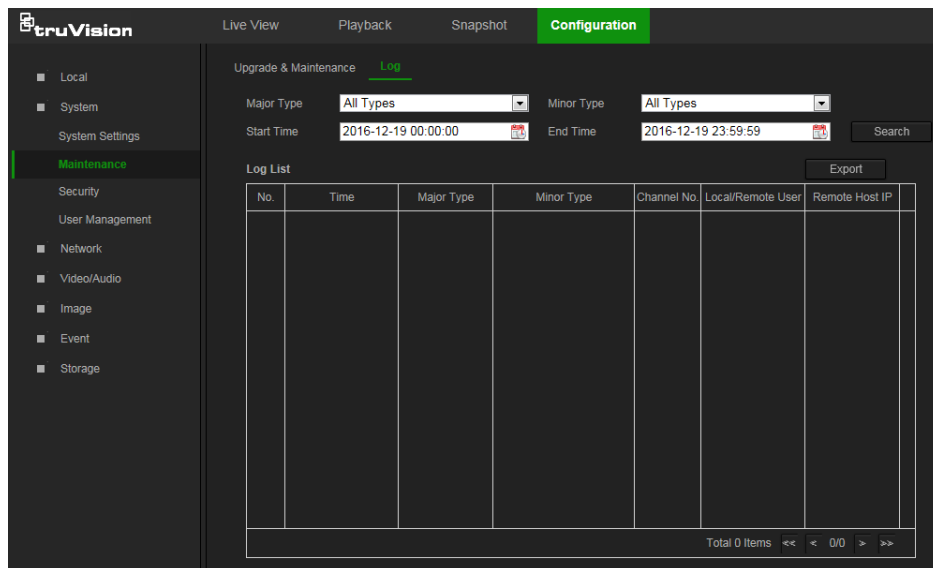 truVision Live View Playback Snapshot Configuration
Upgrade & Maintenance Log
Local
System
System Settings
Maintenance
Security
User Management
Network
Video/Audio
Image
Event
Storage
Major Type All Types Minor Type All Types
Start Time 2016-12-19 00:00:00 End Time 2016-12-19 23:59:59 Search
Log List Export
No. Time Major Type Minor Type Channel No. Local/Remote User Remote Host IP
Total 0 Items << < 0/0 > >>